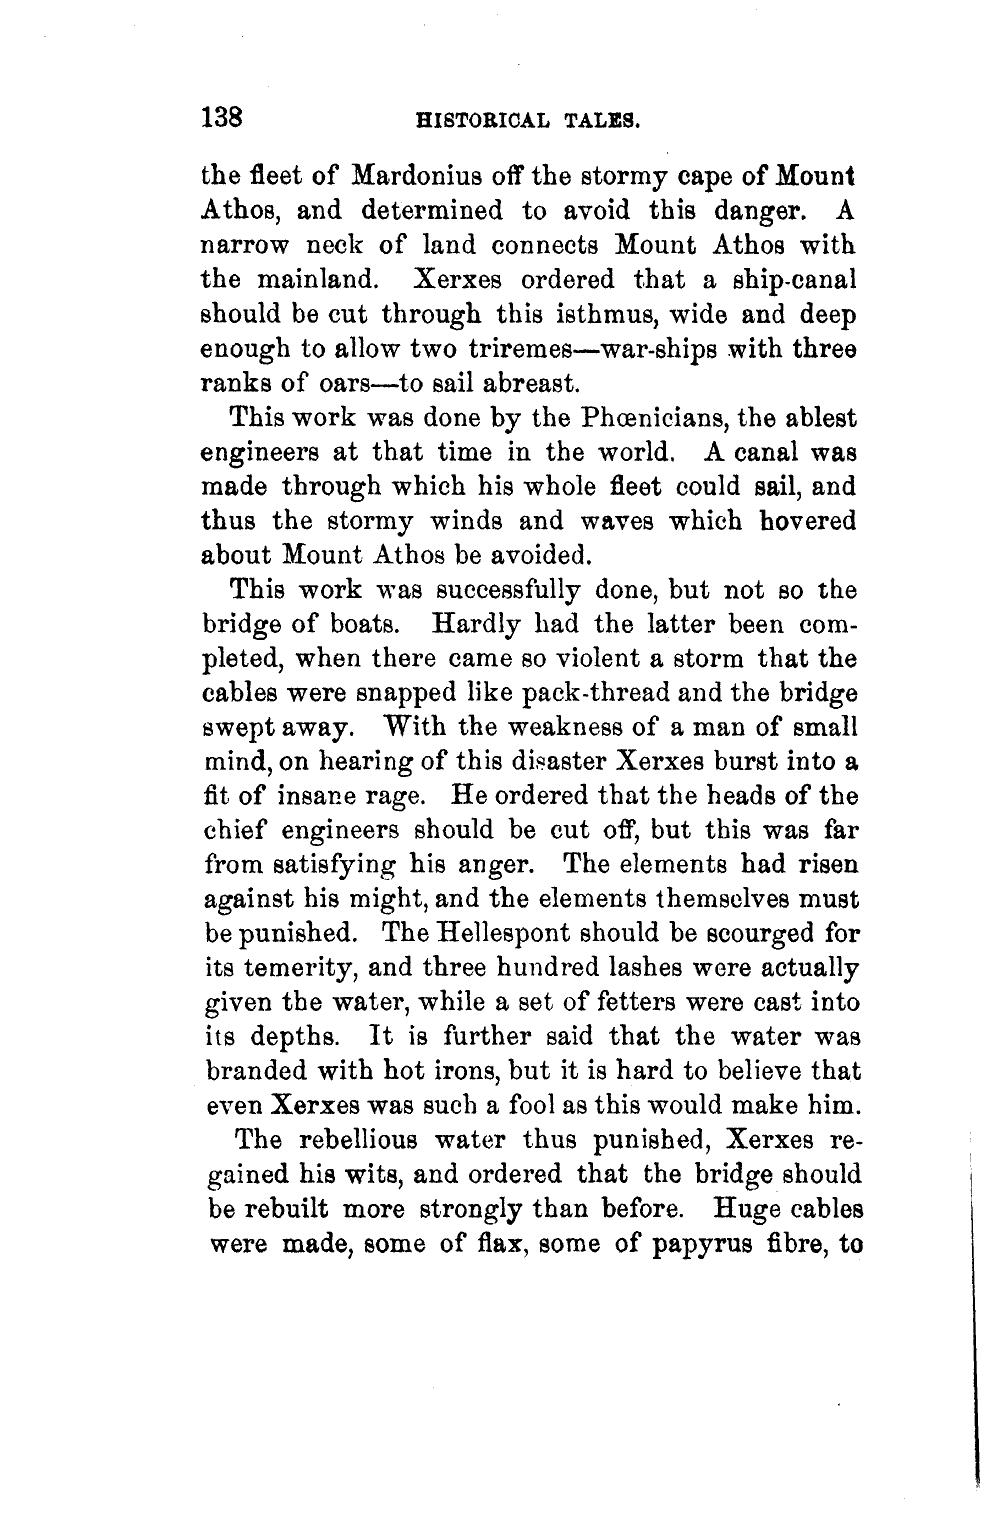 138 HISTORICAL TALES.
the fleet of Mardonius off the stormy cape of Mount
Athos, and determined to avoid this danger. A
narrow neck of land connects Mount Athos with
the mainland. Xerxes ordered that a ship-canal
should be cut through this isthmus, wide and deep
enough to allow two triremes—war-ships with three
ranks of oars—to sail abreast.
This work was done by the Phœnicians, the ablest
engineers at that time in the world. A canal was
made through which his whole fleet could sail, and
thus the stormy winds and waves which hovered
about Mount Athos be avoided.
This work was successfully done, but not so the
bridge of boats. Hardly had the latter been com-
pleted, when there came so violent a storm that the
cables were snapped like pack-thread and the bridge
swept away. With the weakness of a man of small
mind, on hearing of this disaster Xerxes burst into a
fit of insane rage. He ordered that the heads of the
chief engineers should be cut off, but this was far
from satisfying his anger. The elements had risen
against his might, and the elements themselves must
be punished. The Hellespont should be scourged for
its temerity, and three hundred lashes were actually
given the water, while a set of fetters were cast into
its depths. It is further said that the water was
branded with hot irons, but it is hard to believe that
even Xerxes was such a fool as this would make him.
The rebellious water thus punished, Xerxes re-
gained his wits, and ordered that the bridge should
be rebuilt more strongly than before. Huge cables
were made, some of flax, some of papyrus fibre, to